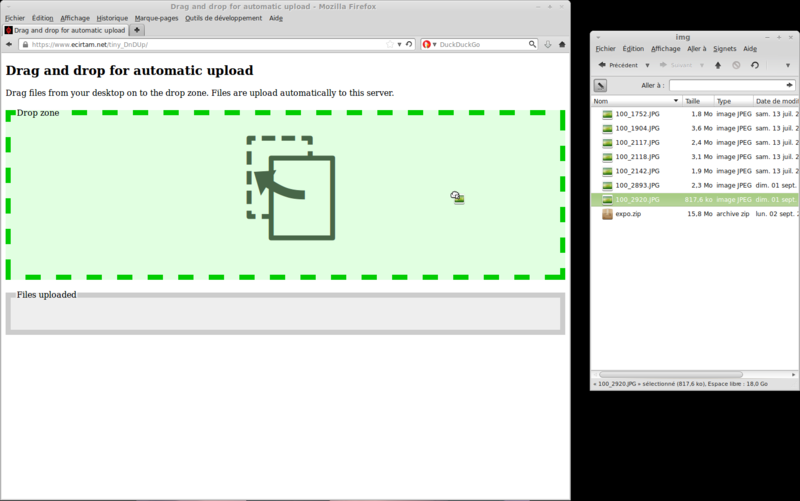 Drag and drop for automatic upload - Mozilla Firefox
Fichier Édition Affichage Historique Marque-pages Outils de développement Aide
Drag and drop for automatic upload
https://www.ecirtam.net/tiny_DnDUp/
DuckDuckGo
Drag and drop for automatic upload
Drag files from your desktop on to the drop zone. Files are upload automatically to this server.
Drop zone
Files uploaded
img
Fichier Édition Affichage Aller à Signets Aide
Précédent Suivant
Aller à :
Nom Taille Type Date de modi
100_1752.JPG 1,8 Mo image JPEG sam. 13 juil. 2
100_1904.JPG 3,6 Mo image JPEG sam. 13 juil. 2
100_2117.JPG 2,4 Mo image JPEG sam. 13 juil. 2
100_2118.JPG 3,1 Mo image JPEG sam. 13 juil. 2
100_2142.JPG 1,9 Mo image JPEG sam. 13 juil. 2
100_2893.JPG 2,3 Mo image JPEG dim. 01 sept.
100_2920.JPG 817,6 ko image JPEG dim. 01 sept.
expo.zip 15,8 Mo archive zip lun. 02 sept.
« 100_2920.JPG » sélectionné (817,6 ko), Espace libre : 18,0 Go